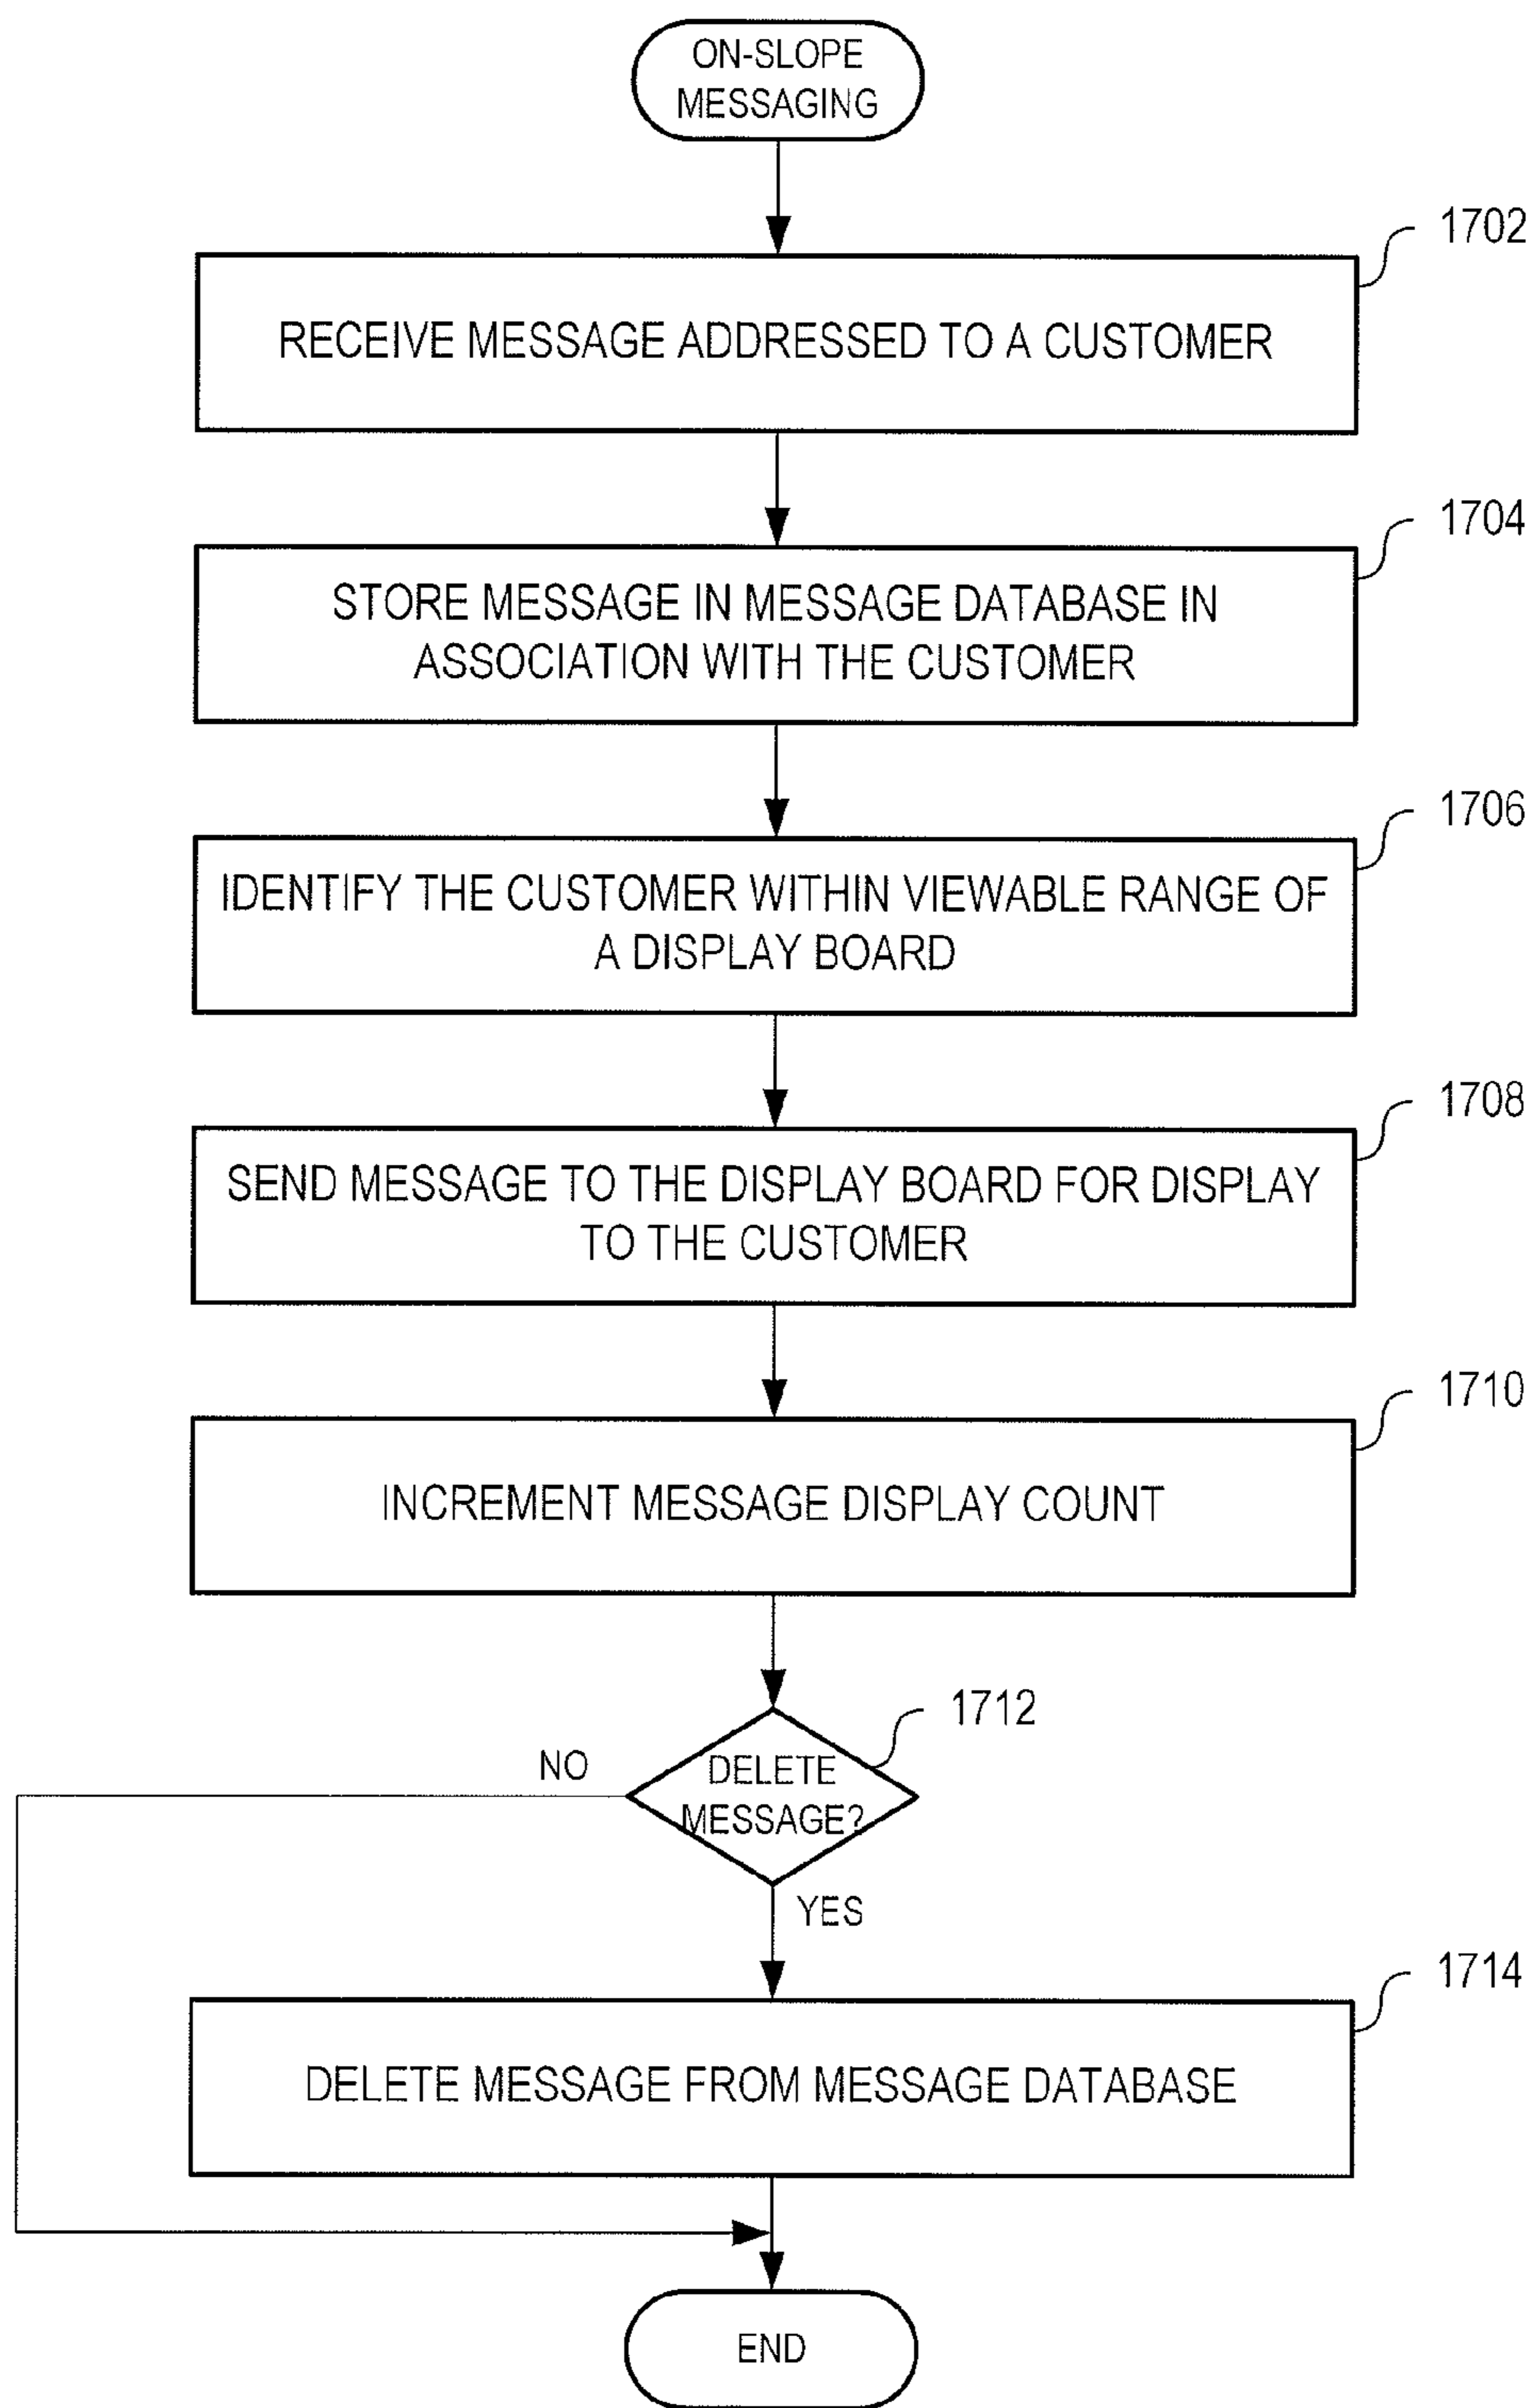 ON-SLOPE
MESSAGING
1702
RECEIVE MESSAGE ADDRESSED TO A CUSTOMER
1704
STORE MESSAGE IN MESSAGE DATABASE IN
ASSOCIATION WITH THE CUSTOMER
1706
IDENTIFY THE CUSTOMER WITHIN VIEWABLE RANGE OF
A DISPLAY BOARD
1708
SEND MESSAGE TO THE DISPLAY BOARD FOR DISPLAY
TO THE CUSTOMER
1710
INCREMENT MESSAGE DISPLAY COUNT
1712
NO
DELETE
MESSAGE?
YES
1714
DELETE MESSAGE FROM MESSAGE DATABASE
END